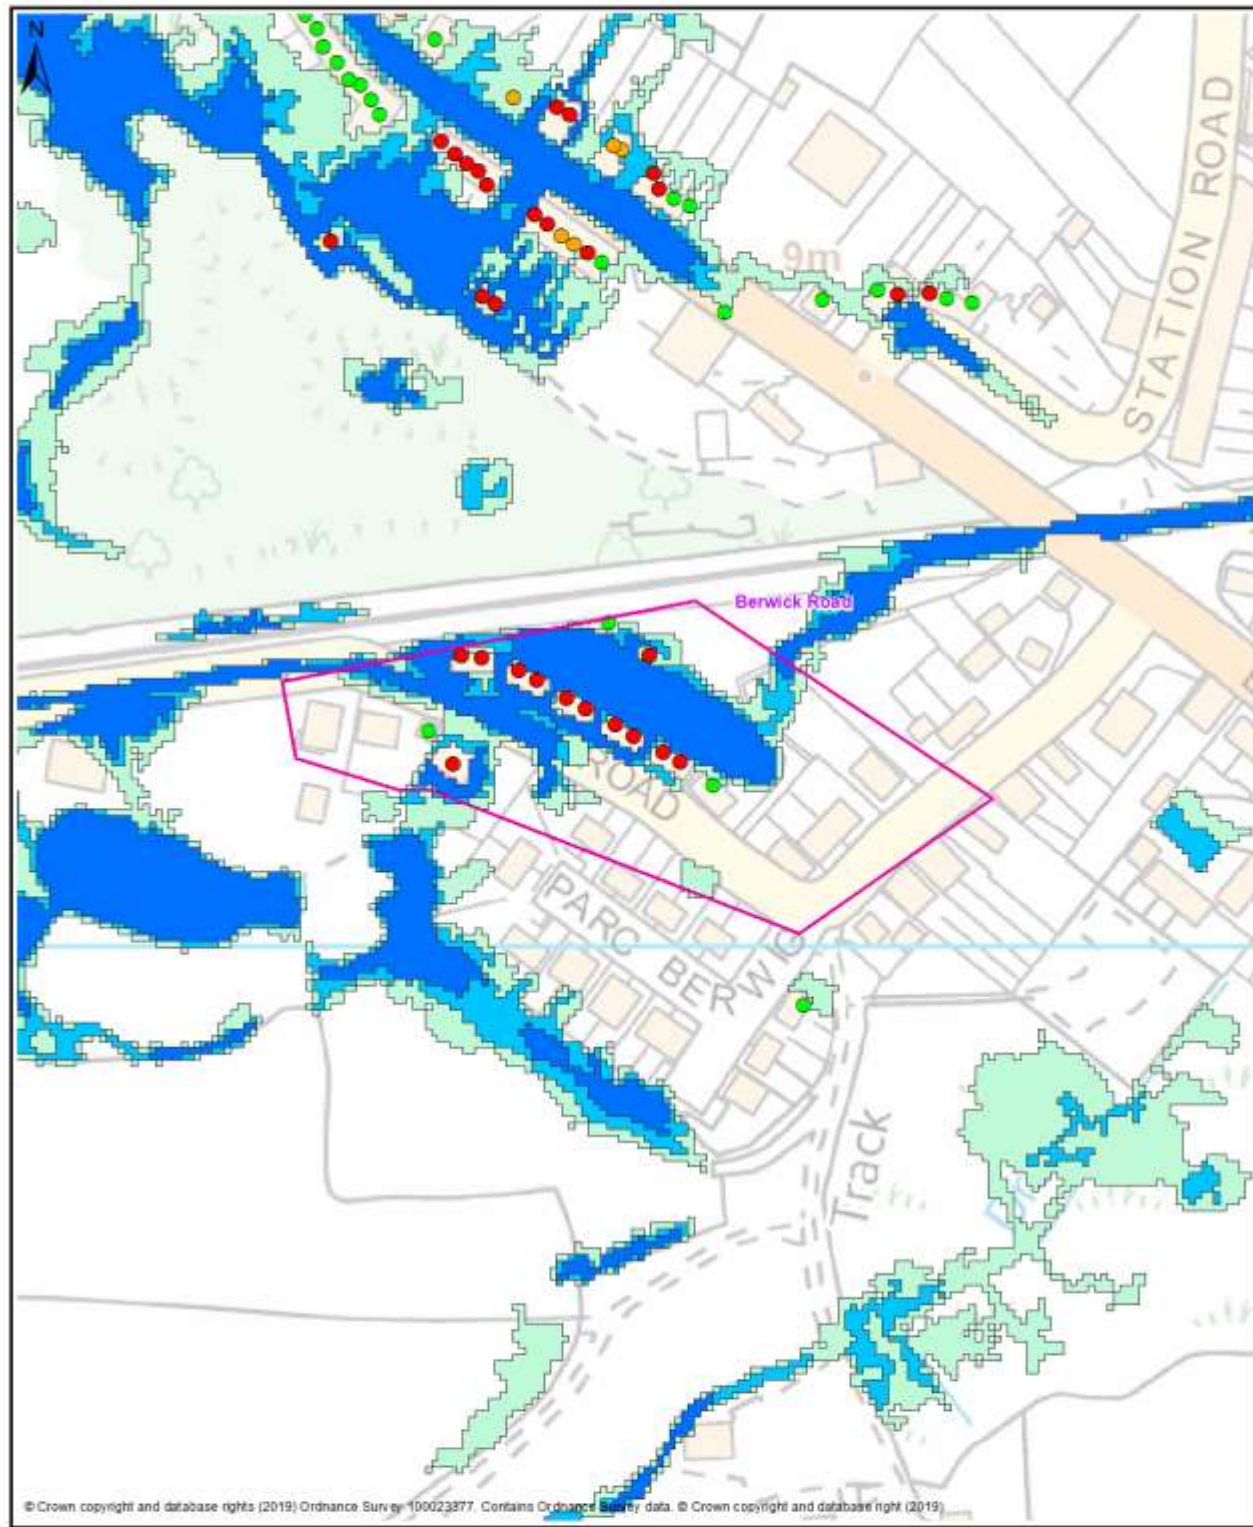 N
STATION ROAD
9m
Berwick Road
ROAD
PARC BERWIG
Track
© Crown copyright and database rights (2019) Ordnance Survey 100023377. Contains Ordnance Survey data. © Crown copyright and database right (2019)